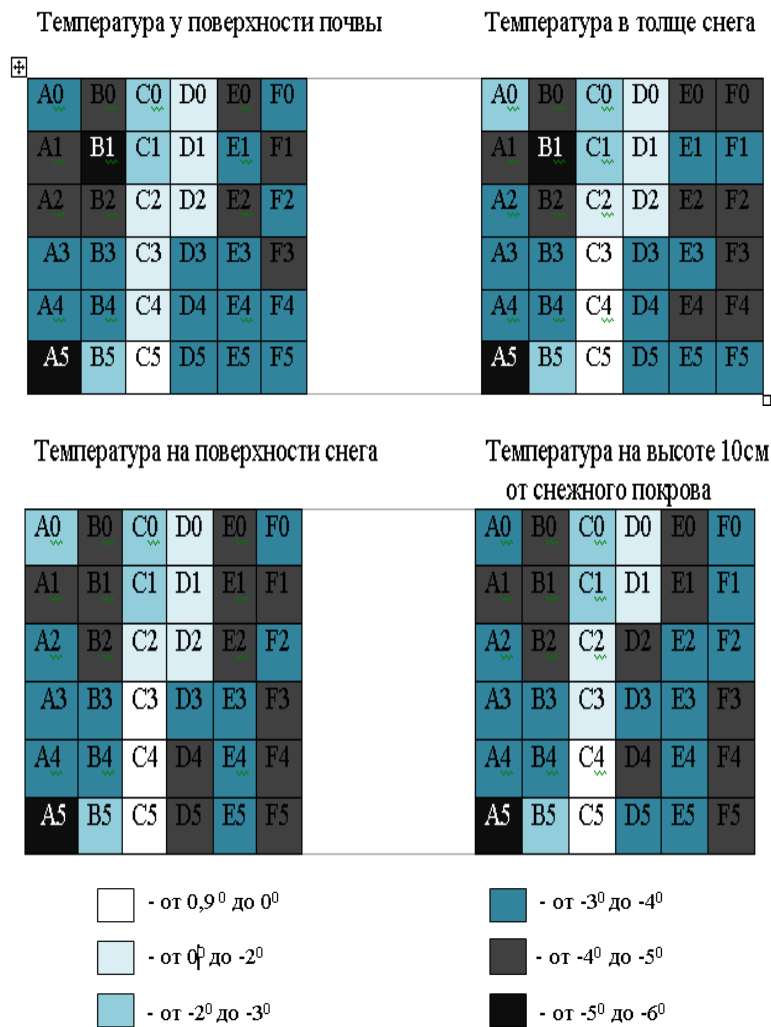 Температура у поверхности почвы Температура в толще снега
A0 B0 C0 D0 E0 F0 A0 B0 C0 D0 E0 F0
A1 B1 C1 D1 E1 F1 A1 B1 C1 D1 E1 F1
A2 B2 C2 D2 E2 F2 A2 B2 C2 D2 E2 F2
A3 B3 C3 D3 E3 F3 A3 B3 C3 D3 E3 F3
A4 B4 C4 D4 E4 F4 A4 B4 C4 D4 E4 F4
A5 B5 C5 D5 E5 F5 A5 B5 C5 D5 E5 F5
Температура на поверхности снега Температура на высоте 10см
от снежного покрова
A0 B0 C0 D0 E0 F0 A0 B0 C0 D0 E0 F0
A1 B1 C1 D1 E1 F1 A1 B1 C1 D1 E1 F1
A2 B2 C2 D2 E2 F2 A2 B2 C2 D2 E2 F2
A3 B3 C3 D3 E3 F3 A3 B3 C3 D3 E3 F3
A4 B4 C4 D4 E4 F4 A4 B4 C4 D4 E4 F4
A5 B5 C5 D5 E5 F5 A5 B5 C5 D5 E5 F5
- от 0,9⁰ до 0⁰ - от -3⁰ до -4⁰
- от 0⁰ до -2⁰ - от -4⁰ до -5⁰
- от -2⁰ до -3⁰ - от -5⁰ до -6⁰